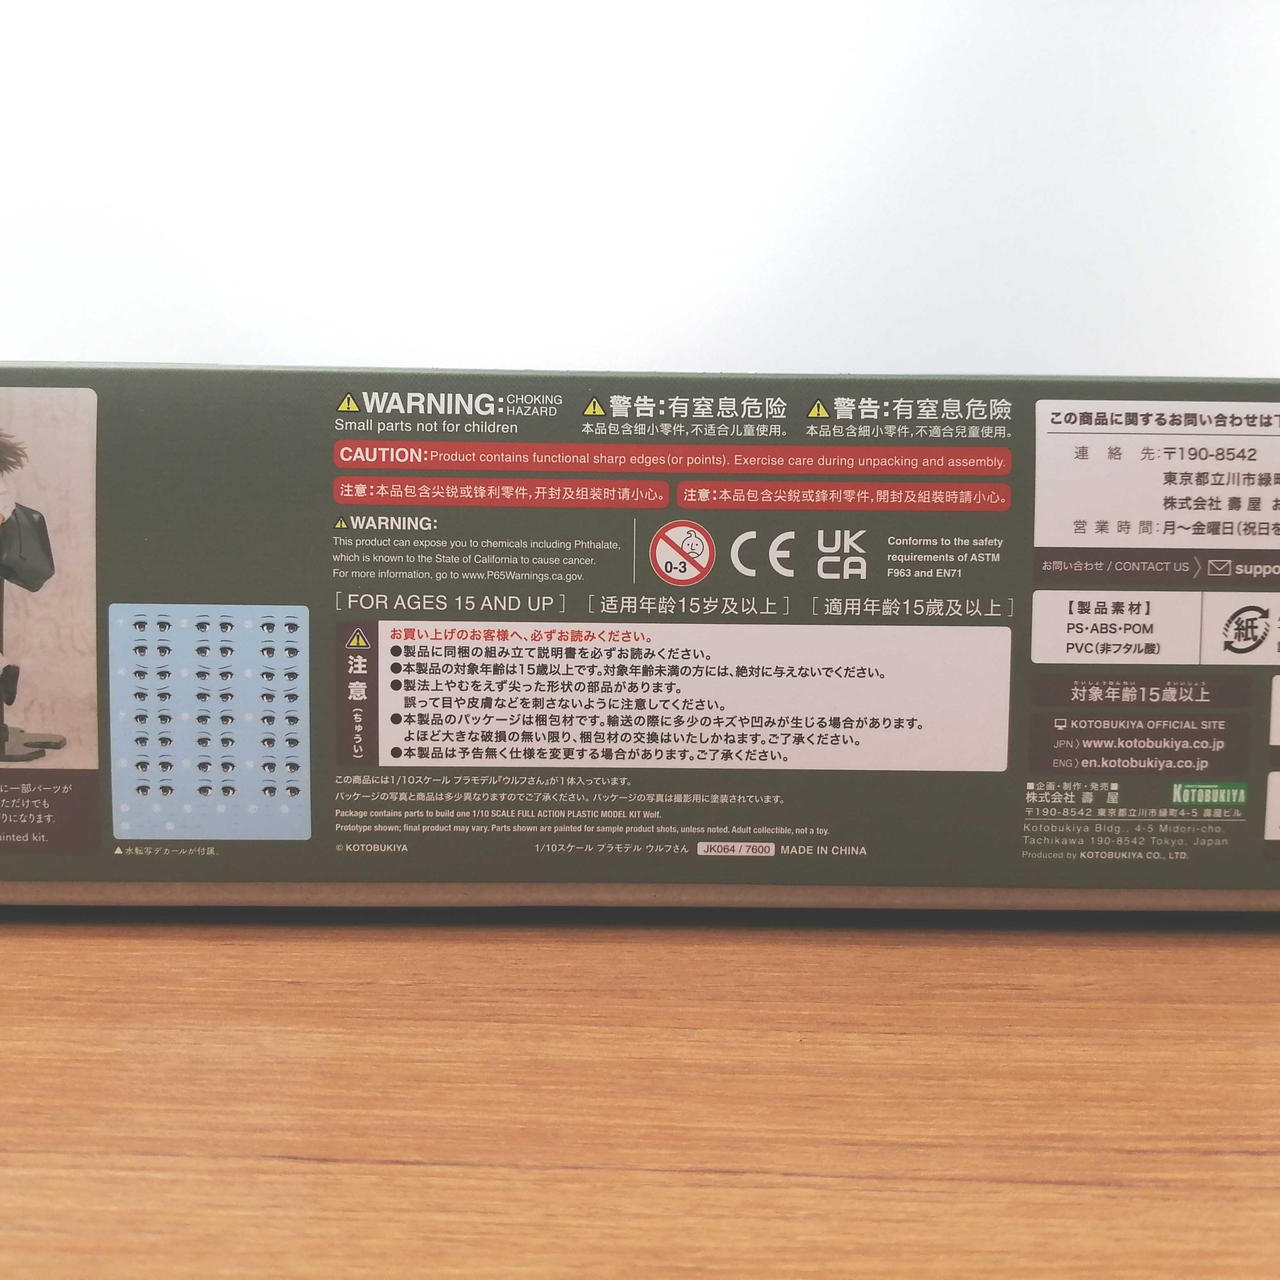 に一部パーツが
ただけでも
りになります。
ainted kit.
▲水転写デカールが付属。
WARNING: CHOKING HAZARD
Small parts not for children
警告:有窒息危险
本品包含细小零件,不适合儿童使用。
警告:有窒息危險
本品包含細小零件,不適合兒童使用。
CAUTION: Product contains functional sharp edges(or points). Exercise care during unpacking and assembly.
注意:本品包含尖锐或锋利零件,开封及组装时请小心。
注意:本品包含尖銳或鋒利零件,開封及組裝時請小心。
WARNING:
This product can expose you to chemicals including Phthalate,
which is known to the State of California to cause cancer.
For more information, go to www.P65Warnings.ca.gov.
0-3
CE
UK
CA
Conforms to the safety
requirements of ASTM
F963 and EN71
[ FOR AGES 15 AND UP ] [ 适用年龄15岁及以上 ] [ 適用年齡15歲及以上 ]
注意(ちゅうい)
お買い上げのお客様へ、必ずお読みください。
●製品に同梱の組み立て説明書を必ずお読みください。
●本製品の対象年齢は15歳以上です。対象年齢未満の方には、絶対に与えないでください。
●製法上やむをえず尖った形状の部品があります。
誤って目や皮膚などを刺さないように注意してください。
●本製品のパッケージは梱包材です。輸送の際に多少のキズや凹みが生じる場合があります。
よほど大きな破損の無い限り、梱包材の交換はいたしかねます。ご了承ください。
●本製品は予告無く仕様を変更する場合があります。ご了承ください。
この商品には1/10スケール プラモデル『ウルフさん』が1体入っています。
パッケージの写真と商品は多少異なりますのでご了承ください。パッケージの写真は撮影用に塗装されています。
Package contains parts to build one 1/10 SCALE FULL ACTION PLASTIC MODEL KIT Wolf.
Prototype shown; final product may vary. Parts shown are painted for sample product shots, unless noted. Adult collectible, not a toy.
© KOTOBUKIYA 1/10スケール プラモデル ウルフさん JK064 / 7600 MADE IN CHINA
この商品に関するお問い合わせは下
連絡先:〒190-8542
東京都立川市緑町
株式会社 壽屋 お
営業時間:月〜金曜日(祝日を
お問い合わせ / CONTACT US suppo
【製品素材】
PS・ABS・POM
PVC(非フタル酸)
紙
対象年齢15歳以上
KOTOBUKIYA OFFICIAL SITE
JPN〉www.kotobukiya.co.jp
ENG〉en.kotobukiya.co.jp
■企画・制作・発売■
株式会社 壽屋
KOTOBUKIYA
〒190-8542 東京都立川市緑町4-5 壽屋ビル
Kotobukiya Bldg., 4-5 Midori-cho,
Tachikawa 190-8542 Tokyo, Japan
Produced by KOTOBUKIYA CO., LTD.